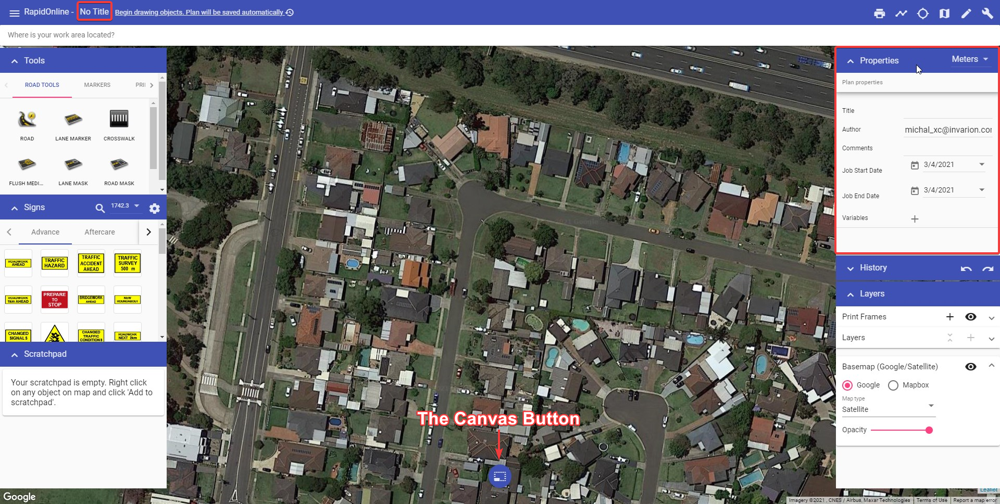 RapidOnline - No Title Begin drawing objects. Plan will be saved automatically
Where is your work area located?
Tools
ROAD TOOLS MARKERS PRI
ROAD LANE MARKER CROSSWALK
FLUSH MEDI... LANE MASK ROAD MASK
Signs 1742.3
Advance Aftercare
ROADWORK
AHEAD
TRAFFIC
HAZARD
TRAFFIC
ACCIDENT
AHEAD
TRAFFIC
SURVEY
500 m
ROADWORK
1km AHEAD
PREPARE
TO
STOP
BRIDGEWORK
AHEAD
NEW
ROUNDABOUT
CHANGED
SIGNALS
CHANGED
TRAFFIC
CONDITIONS
ROADWORK
NEXT 2km
Scratchpad
Your scratchpad is empty. Right click
on any object on map and click 'Add to
scratchpad'.
Google
The Canvas Button
Properties Meters
Plan properties
Title
Author michal_xc@invarion.cor
Comments
Job Start Date 3/4/2021
Job End Date 3/4/2021
Variables
History
Layers
Print Frames
Layers
Basemap (Google/Satellite)
Google Mapbox
Map type
Satellite
Opacity
Leaflet
Imagery ©2021 , CNES / Airbus, Maxar Technologies Terms of Use Report a map error